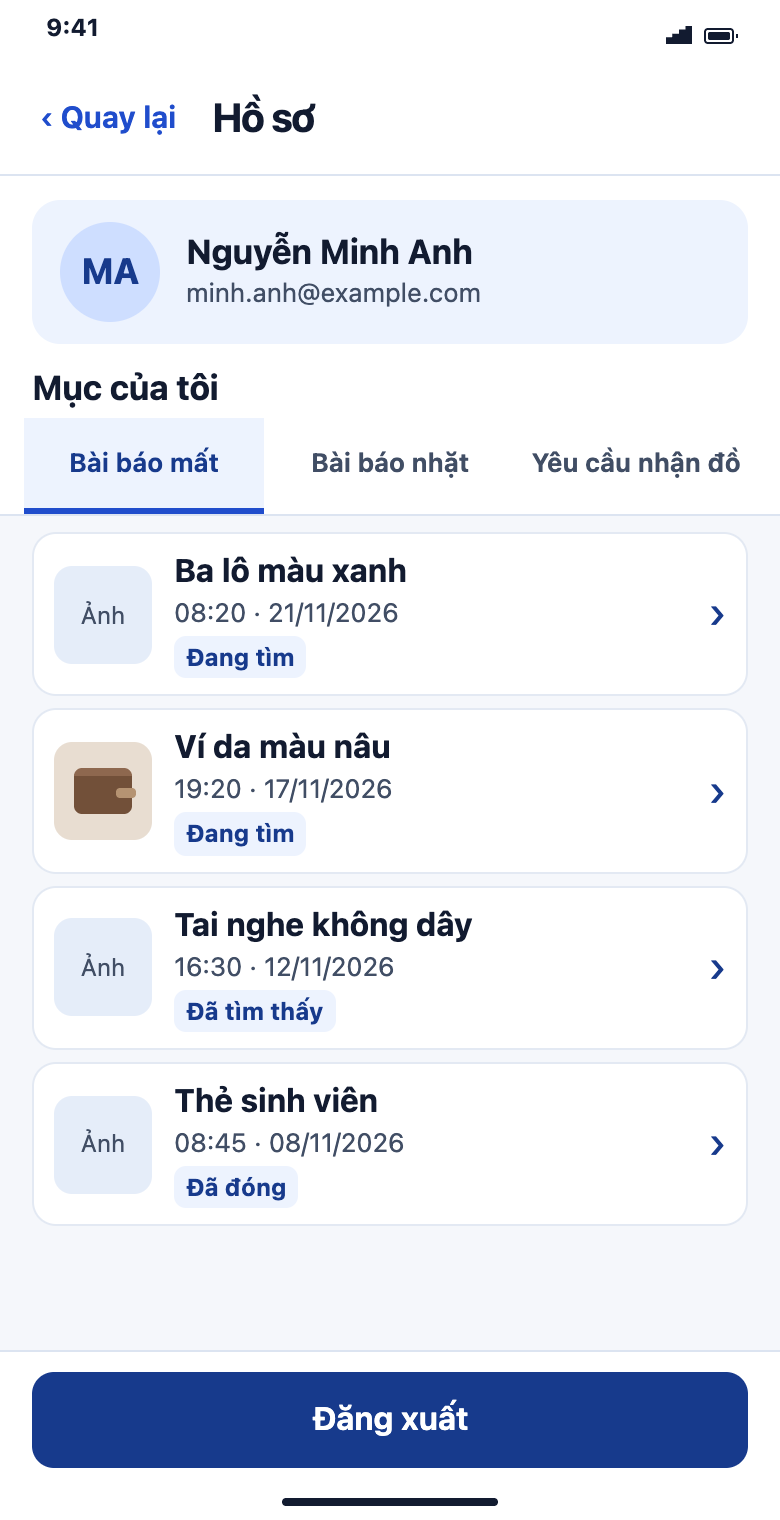 9:41
‹ Quay lại Hồ sơ
MA
Nguyễn Minh Anh
minh.anh@example.com
Mục của tôi
Bài báo mất Bài báo nhặt Yêu cầu nhận đồ
Ba lô màu xanh
Ảnh
08:20 · 21/11/2026
Đang tìm
›
Ví da màu nâu
19:20 · 17/11/2026
Đang tìm
›
Tai nghe không dây
Ảnh
16:30 · 12/11/2026
Đã tìm thấy
›
Thẻ sinh viên
Ảnh
08:45 · 08/11/2026
Đã đóng
›
Đăng xuất